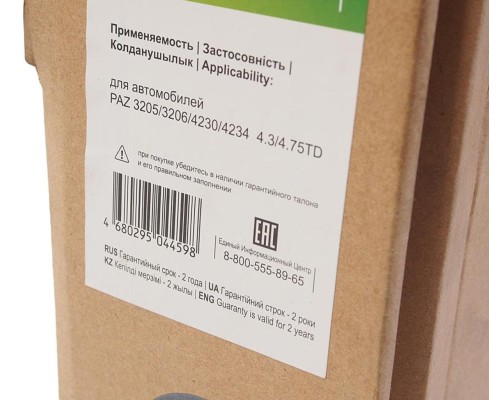 Применяемость | Застосовність |
Колданушылык | Applicability:
для автомобилей
PAZ 3205/3206/4230/4234 4.3/4.75TD
при покупке убедитесь в наличии гарантийного талона
и его правильном заполнении
4 680295 044598
EAC
Единый Информационный Центр
8-800-555-89-65
RUS Гарантийный срок - 2 года | UA Гарантійний строк - 2 роки
KZ Кепілді мерзімі - 2 жылы | ENG Guaranty is valid for 2 years